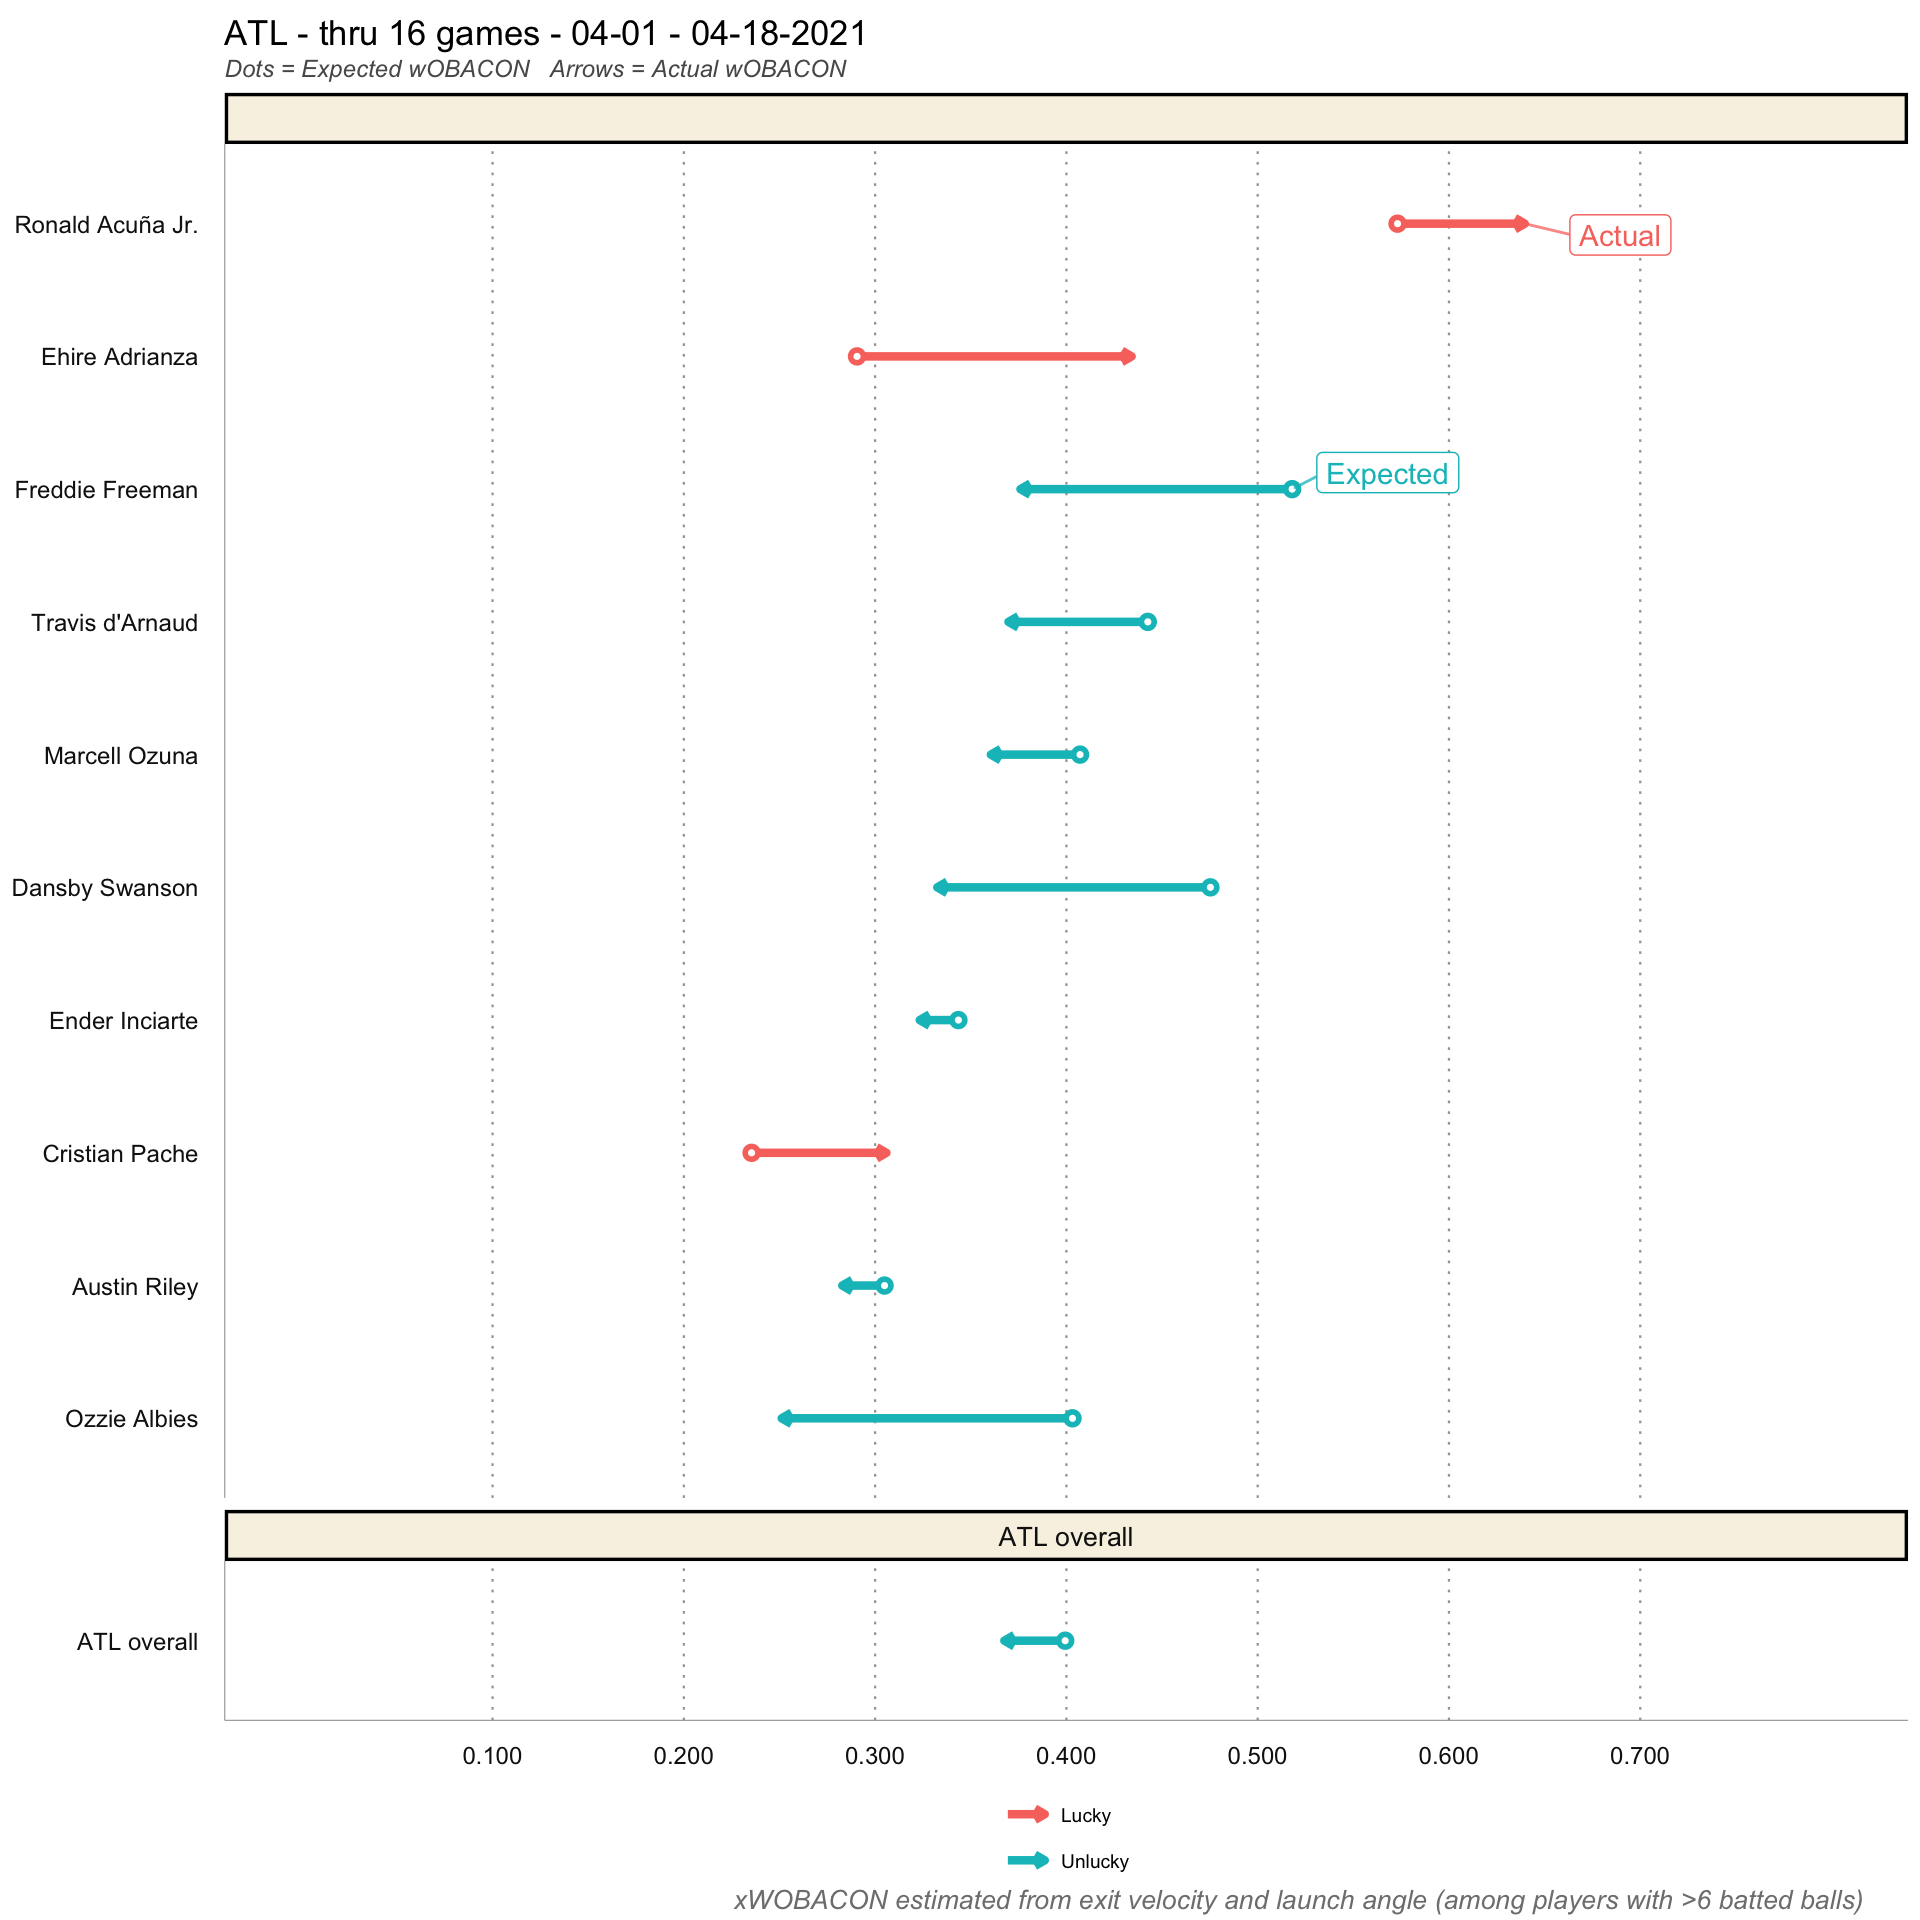 ATL - thru 16 games - 04-01 - 04-18-2021
Dots = Expected wOBACON   Arrows = Actual wOBACON
Ronald Acuña Jr.
Actual
Ehire Adrianza
Freddie Freeman
Expected
Travis d'Arnaud
Marcell Ozuna
Dansby Swanson
Ender Inciarte
Cristian Pache
Austin Riley
Ozzie Albies
ATL overall
ATL overall
0.100 0.200 0.300 0.400 0.500 0.600 0.700
Lucky
Unlucky
xWOBACON estimated from exit velocity and launch angle (among players with >6 batted balls)